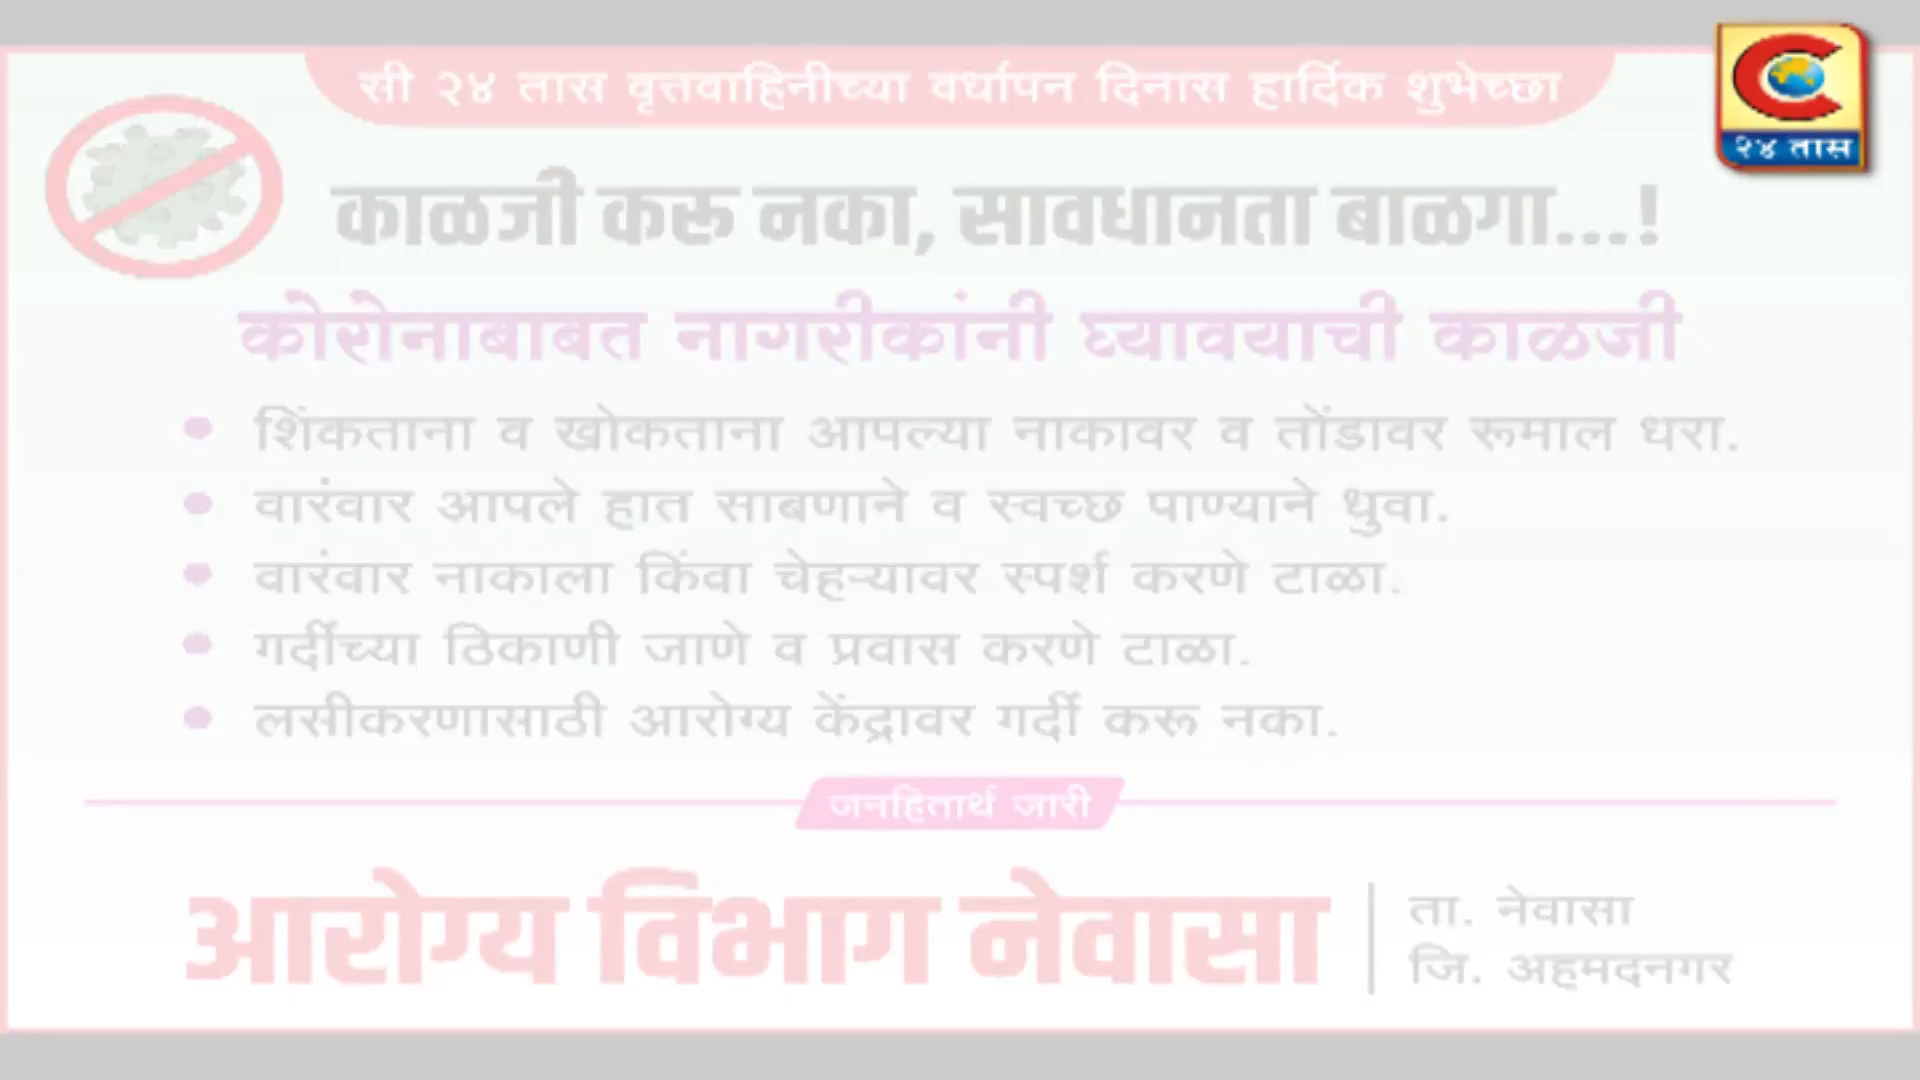 सी २४ तास वृत्तवाहिनीच्या वर्धापन दिनास हार्दिक शुभेच्छा
२४ तास
काळजी करू नका, सावधानता बाळगा...!
कोरोनाबाबत नागरीकांनी घ्यावयाची काळजी
• शिंकताना व खोकताना आपल्या नाकावर व तोंडावर रूमाल धरा.
• वारंवार आपले हात साबणाने व स्वच्छ पाण्याने धुवा.
• वारंवार नाकाला किंवा चेहऱ्यावर स्पर्श करणे टाळा.
• गर्दीच्या ठिकाणी जाणे व प्रवास करणे टाळा.
• लसीकरणासाठी आरोग्य केंद्रावर गर्दी करू नका.
जनहितार्थ जारी
आरोग्य विभाग नेवासा
ता. नेवासा
जि. अहमदनगर